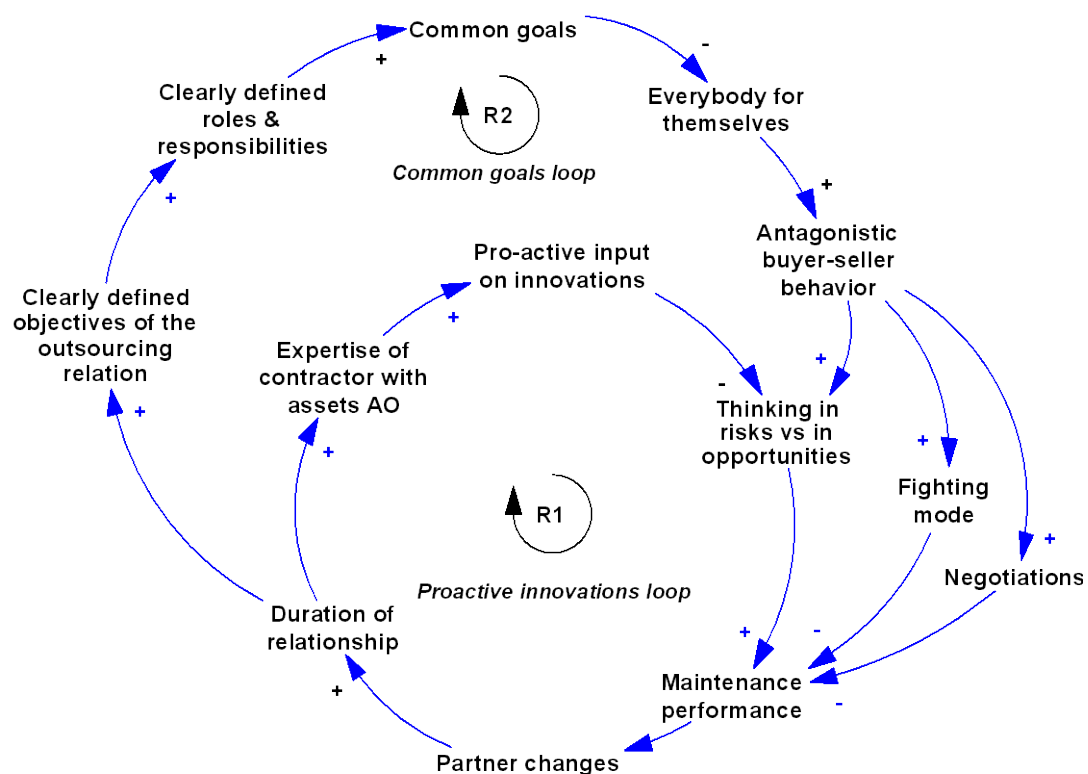 Common goals
-
+
Everybody for
themselves
Clearly defined
roles &
responsibilities
R2
Common goals loop
+
+
Antagonistic
buyer-seller
behavior
Pro-active input
on innovations
Clearly defined
objectives of the
outsourcing
relation
+
Expertise of
contractor with
assets AO
+
-
Thinking in
risks vs in
opportunities
+
+
+
Fighting
mode
R1
Proactive innovations loop
+
Negotiations
Duration of
relationship
+
-
+
Maintenance
performance
-
Partner changes